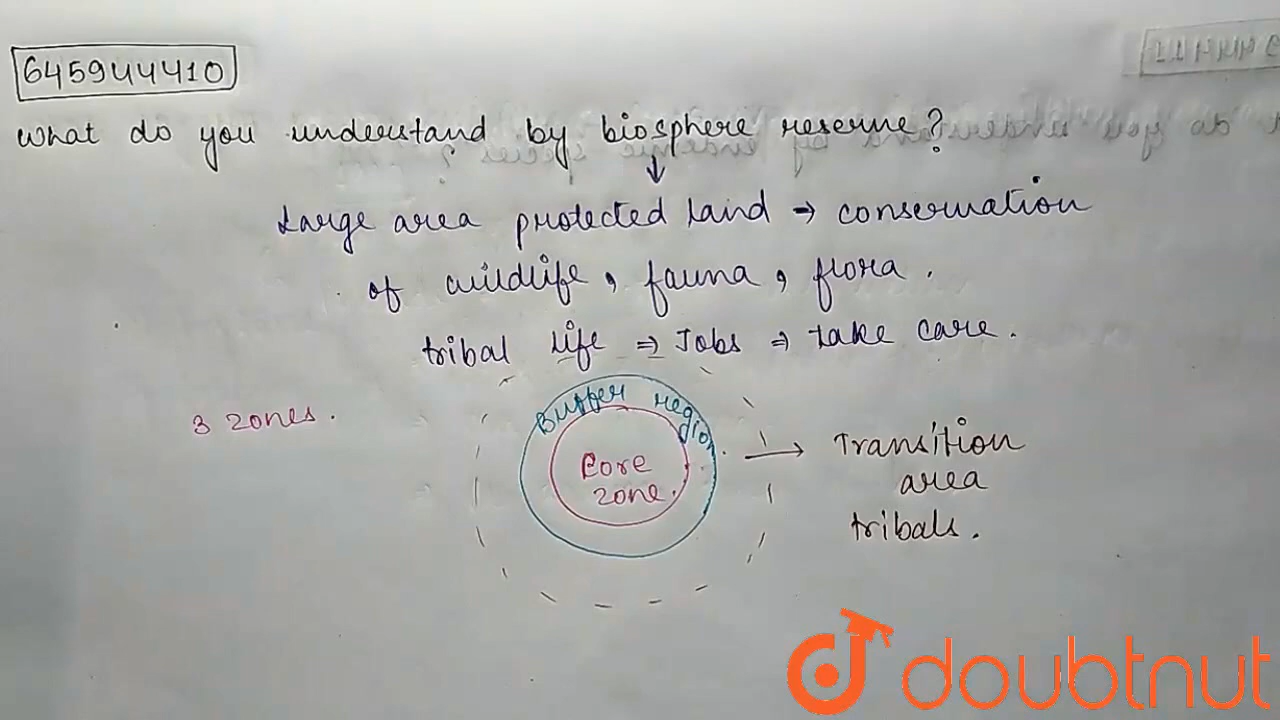 645944410
what do you understand by biosphere reserve?
↓
Large area protected land → conservation
of wildlife, fauna, flora.
tribal life ⇒ Jobs ⇒ take care.
3 zones.
Buffer region
Core
zone.
→ Transition
area
tribals.
doubtnut